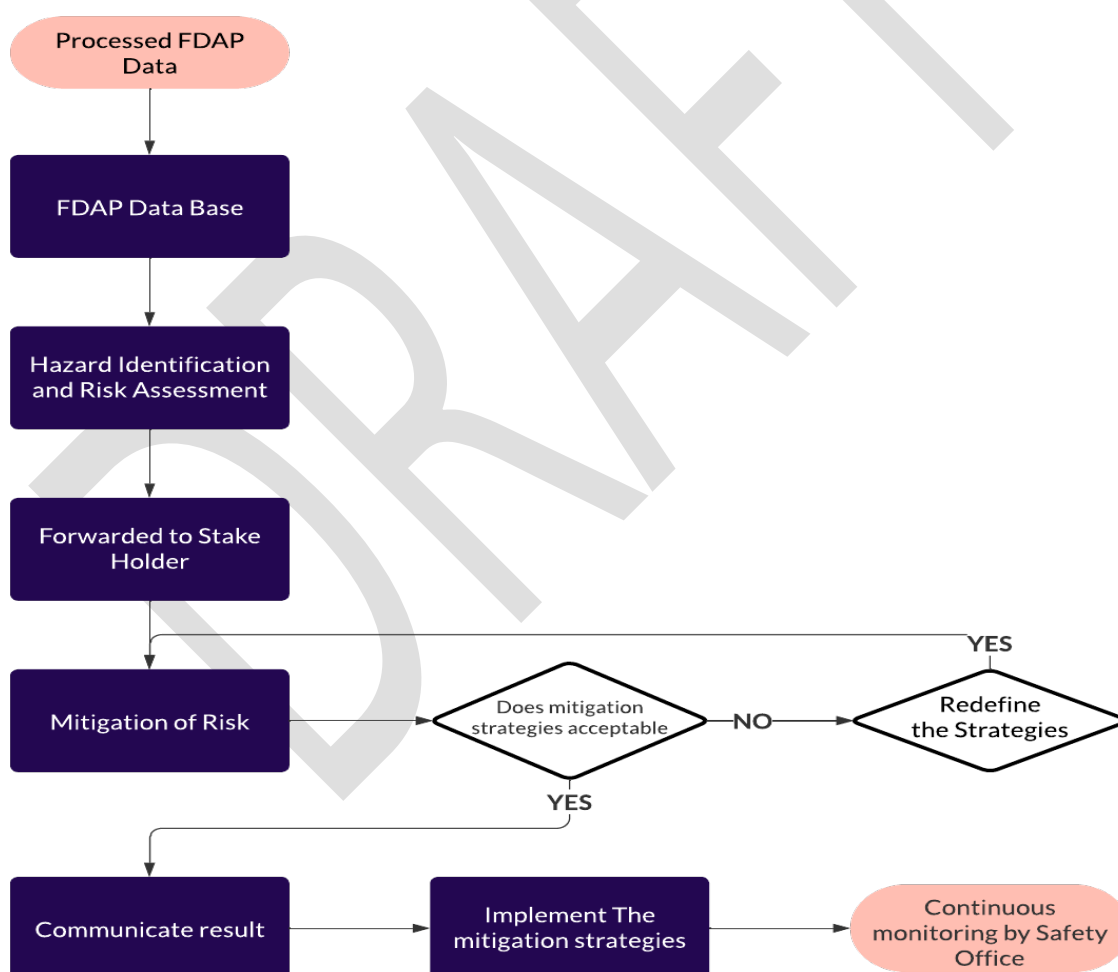 Processed FDAP
Data
FDAP Data Base
Hazard Identification
and Risk Assessment
Forwarded to Stake
Holder
YES
Mitigation of Risk
Does mitigation
strategies acceptable
NO
Redefine
the Strategies
YES
Communicate result
Implement The
mitigation strategies
Continuous
monitoring by Safety
Office
DRAFT